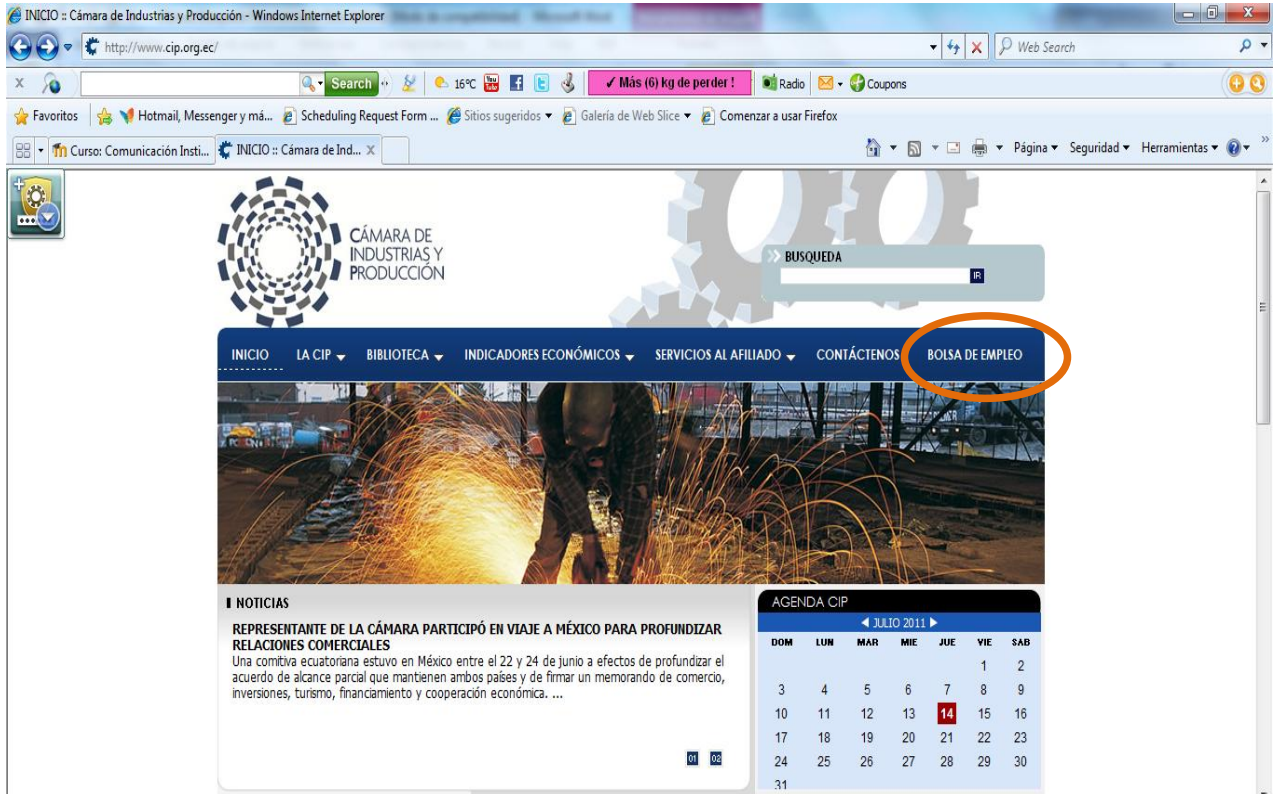 INICIO :: Cámara de Industrias y Producción - Windows Internet Explorer
http://www.cip.org.ec/
Web Search
x
Search
16°C
You Tube
✓ Más (6) kg de perder !
Radio
Coupons
Favoritos
Hotmail, Messenger y má...
Scheduling Request Form ...
Sitios sugeridos
Galería de Web Slice
Comenzar a usar Firefox
Curso: Comunicación Insti...
INICIO :: Cámara de Ind...
Página
Seguridad
Herramientas
CÁMARA DE
INDUSTRIAS Y
PRODUCCIÓN
BUSQUEDA
IR
INICIO LA CIP BIBLIOTECA INDICADORES ECONÓMICOS SERVICIOS AL AFILIADO CONTÁCTENOS BOLSA DE EMPLEO
NOTICIAS
REPRESENTANTE DE LA CÁMARA PARTICIPÓ EN VIAJE A MÉXICO PARA PROFUNDIZAR
RELACIONES COMERCIALES
Una comitiva ecuatoriana estuvo en México entre el 22 y 24 de junio a efectos de profundizar el
acuerdo de alcance parcial que mantienen ambos países y de firmar un memorando de comercio,
inversiones, turismo, financiamiento y cooperación económica. ...
01 02
AGENDA CIP
JULIO 2011
DOM LUN MAR MIE JUE VIE SAB
1 2
3 4 5 6 7 8 9
10 11 12 13 14 15 16
17 18 19 20 21 22 23
24 25 26 27 28 29 30
31